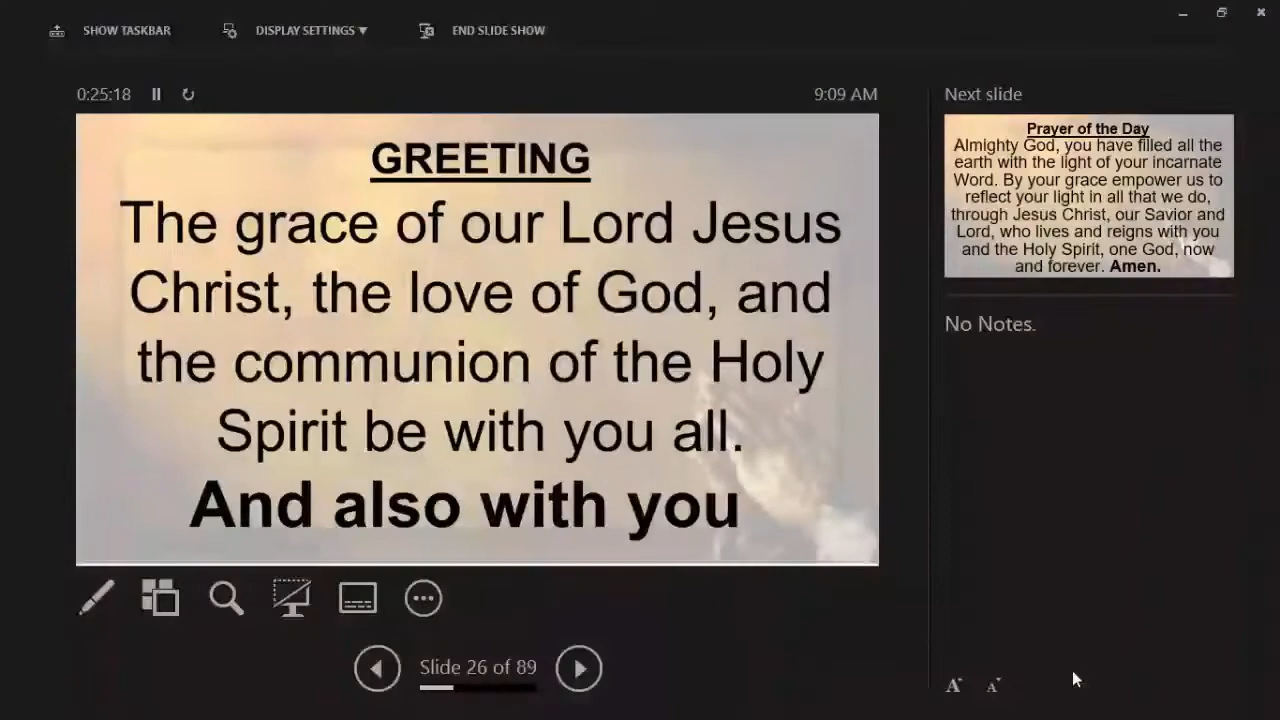 SHOW TASKBAR
DISPLAY SETTINGS ▼
END SLIDE SHOW
0:25:18
9:09 AM
GREETING
The grace of our Lord Jesus
Christ, the love of God, and
the communion of the Holy
Spirit be with you all.
And also with you
Next slide
Prayer of the Day
Almighty God, you have filled all the
earth with the light of your incarnate
Word. By your grace empower us to
reflect your light in all that we do,
through Jesus Christ, our Savior and
Lord, who lives and reigns with you
and the Holy Spirit, one God, now
and forever. Amen.
No Notes.
Slide 26 of 89
A A